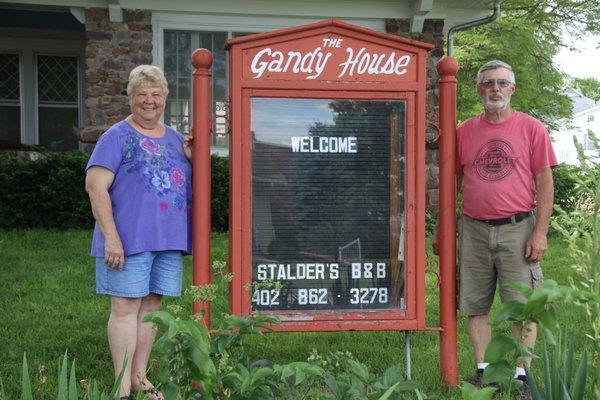 THE
Gandy House
WELCOME
STALDER'S B&B
402 - 862 - 3278
CHEVROLET